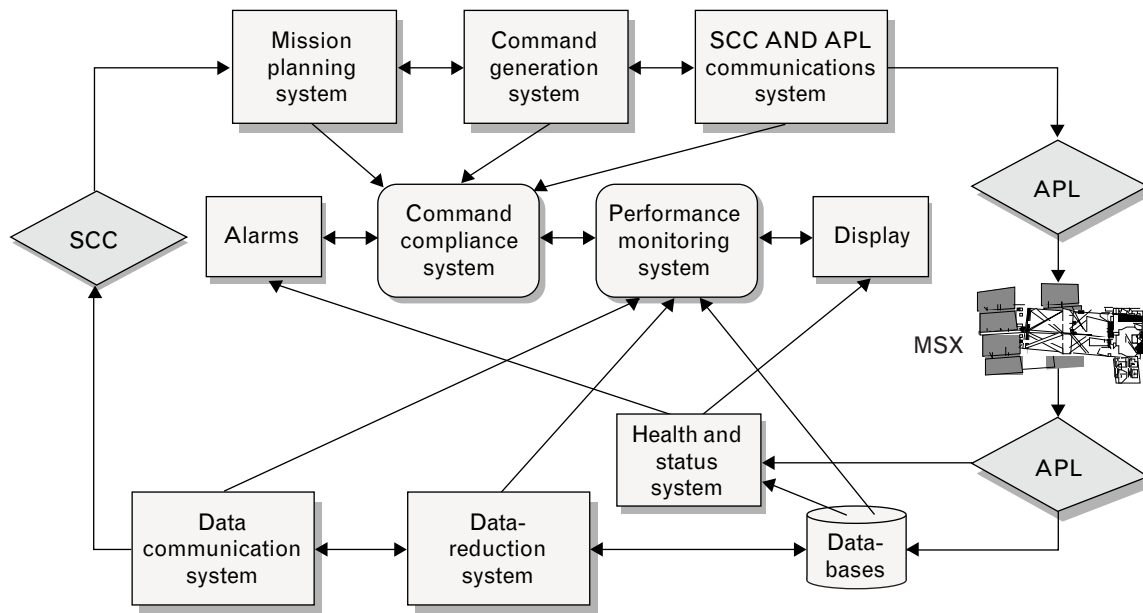 Mission
planning
system
Command
generation
system
SCC AND APL
communications
system
SCC
Alarms
Command
compliance
system
Performance
monitoring
system
Display
APL
MSX
Health and
status
system
APL
Data
communication
system
Data-
reduction
system
Data-
bases